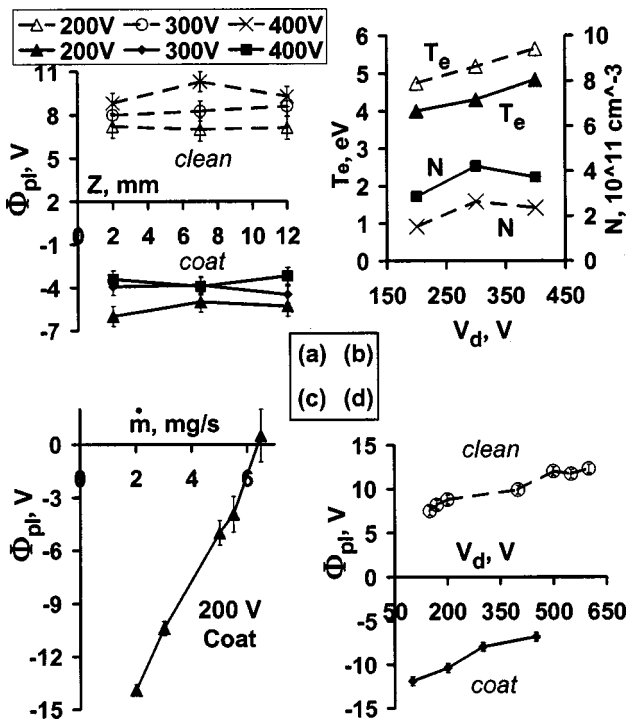 200V 300V 400V
200V 300V 400V
11
8
5
2
-1
-4
-7
Φpl, V
clean
Z, mm
0 2 4 6 8 10 12
coat
6
5
4
3
2
1
0
Te, eV
Te
Te
N
N
10
8
6
4
2
0
N, 10^11 cm^-3
150 250 350 450
Vd, V
(a) (b)
(c) (d)
ṁ, mg/s
0
-3
-6
-9
-12
-15
Φpl, V
0 2 4 6
200 V
Coat
20
15
10
5
0
-5
-10
-15
Φpl, V
clean
Vd, V
50 200 350 500 650
coat